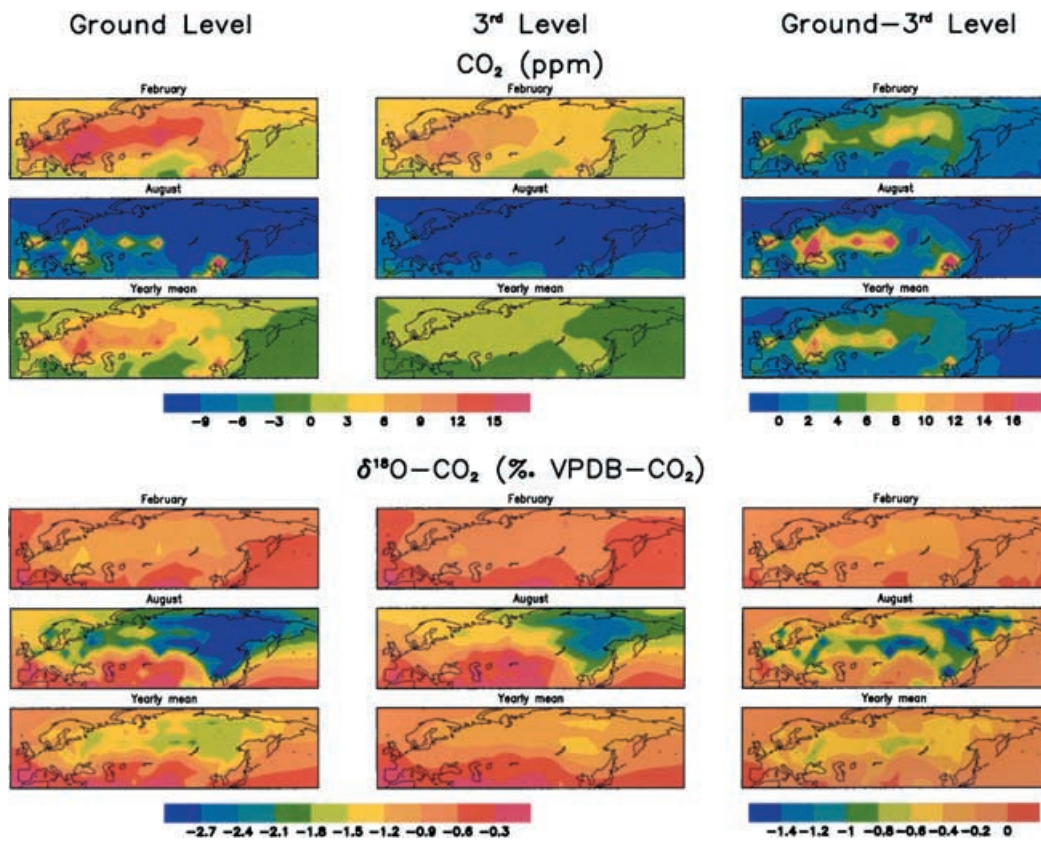 Ground Level 3rd Level Ground–3rd Level
CO₂ (ppm)
February February February
August August August
Yearly mean Yearly mean Yearly mean
−9 −6 −3 0 3 6 9 12 15 0 2 4 6 8 10 12 14 16
δ¹⁸O–CO₂ (‰ VPDB–CO₂)
February February February
August August August
Yearly mean Yearly mean Yearly mean
−2.7 −2.4 −2.1 −1.8 −1.5 −1.2 −0.9 −0.6 −0.3 −1.4 −1.2 −1 −0.8 −0.6 −0.4 −0.2 0